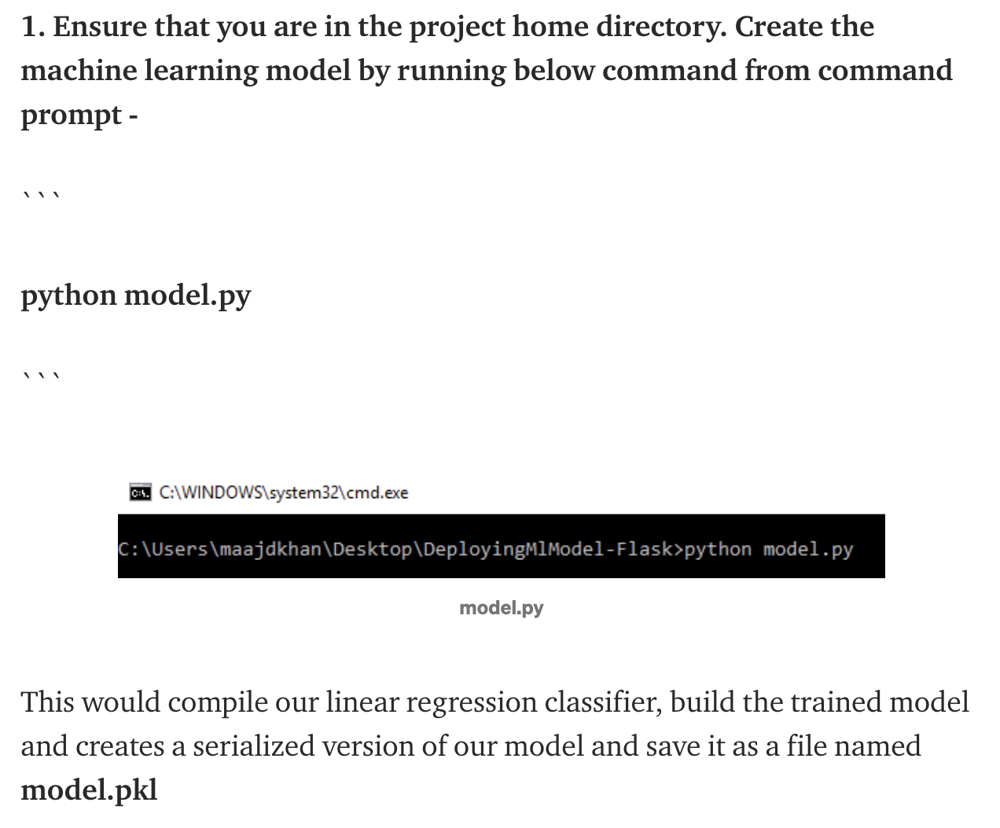 1. Ensure that you are in the project home directory. Create the
machine learning model by running below command from command
prompt -
```
python model.py
```
C:\WINDOWS\system32\cmd.exe
C:\Users\maajdkhan\Desktop\DeployingMlModel-Flask>python model.py
model.py
This would compile our linear regression classifier, build the trained model
and creates a serialized version of our model and save it as a file named
model.pkl